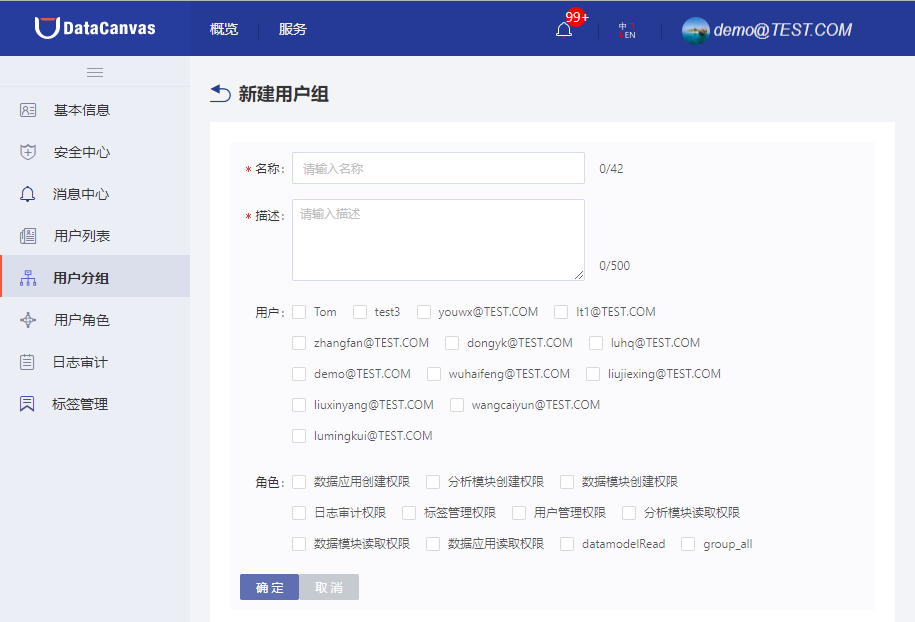 DataCanvas 概览 服务 99+ 中 EN demo@TEST.COM
新建用户组
基本信息
安全中心
消息中心
用户列表
用户分组
用户角色
日志审计
标签管理
* 名称: 请输入名称 0/42
* 描述: 请输入描述 0/500
用户: Tom test3 youwx@TEST.COM lt1@TEST.COM
zhangfan@TEST.COM dongyk@TEST.COM luhq@TEST.COM
demo@TEST.COM wuhaifeng@TEST.COM liujiexing@TEST.COM
liuxinyang@TEST.COM wangcaiyun@TEST.COM
lumingkui@TEST.COM
角色: 数据应用创建权限 分析模块创建权限 数据模块创建权限
日志审计权限 标签管理权限 用户管理权限 分析模块读取权限
数据模块读取权限 数据应用读取权限 datamodelRead group_all
确定 取消